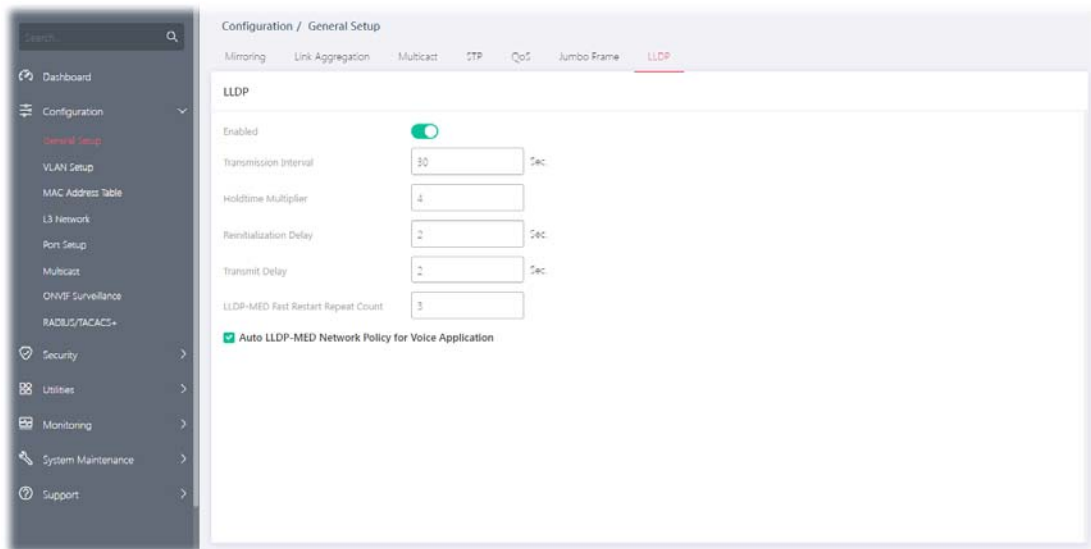 Search...
Dashboard
Configuration
General Setup
VLAN Setup
MAC Address Table
L3 Network
Port Setup
Multicast
ONVIF Surveillance
RADIUS/TACACS+
Security
Utilities
Monitoring
System Maintenance
Support
Configuration / General Setup
Mirroring Link Aggregation Multicast STP QoS Jumbo Frame LLDP
LLDP
Enabled
Transmission Interval 30 Sec.
Holdtime Multiplier 4
Reinitialization Delay 2 Sec.
Transmit Delay 2 Sec.
LLDP-MED Fast Restart Repeat Count 3
Auto LLDP-MED Network Policy for Voice Application